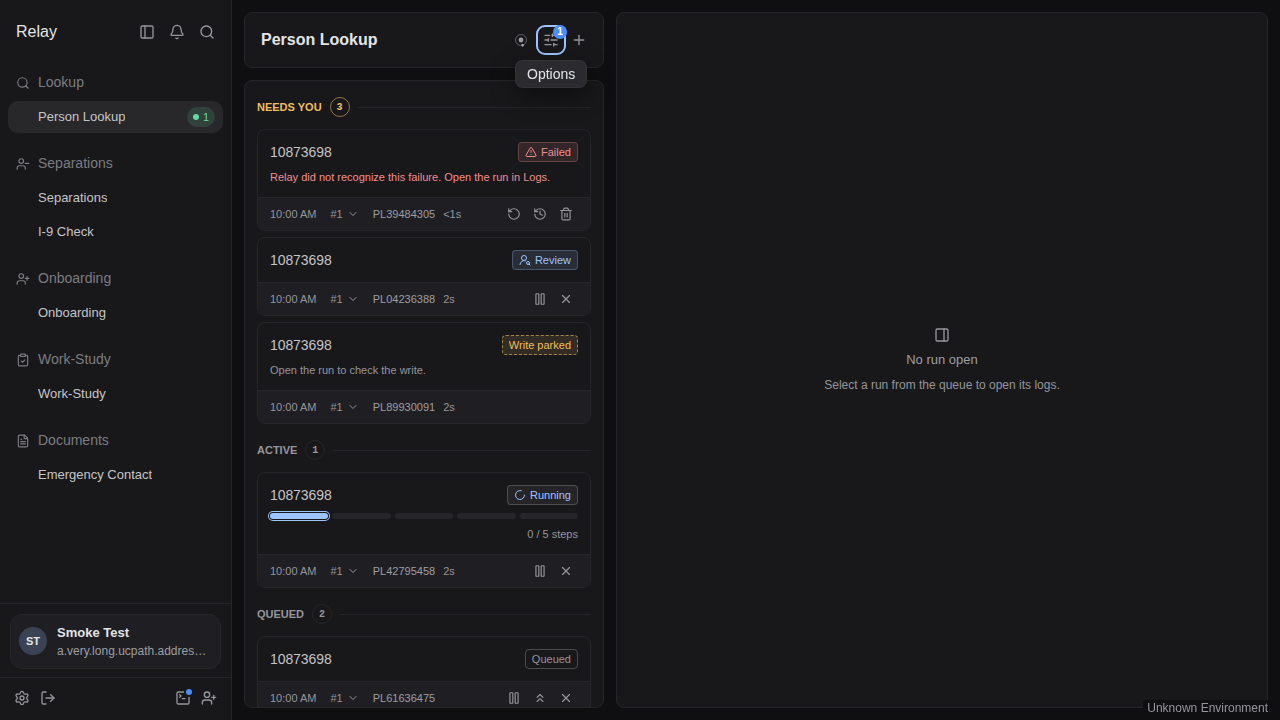 Relay
Lookup
Person Lookup
1
Separations
Separations
I-9 Check
Onboarding
Onboarding
Work-Study
Work-Study
Documents
Emergency Contact
ST
Smoke Test
a.very.long.ucpath.addres…
Person Lookup
1
Options
NEEDS YOU 3
10873698
Failed
Relay did not recognize this failure. Open the run in Logs.
10:00 AM #1 PL39484305 <1s
10873698
Review
10:00 AM #1 PL04236388 2s
10873698
Write parked
Open the run to check the write.
10:00 AM #1 PL89930091 2s
ACTIVE 1
10873698
Running
0 / 5 steps
10:00 AM #1 PL42795458 2s
QUEUED 2
10873698
Queued
10:00 AM #1 PL61636475
No run open
Select a run from the queue to open its logs.
Unknown Environment